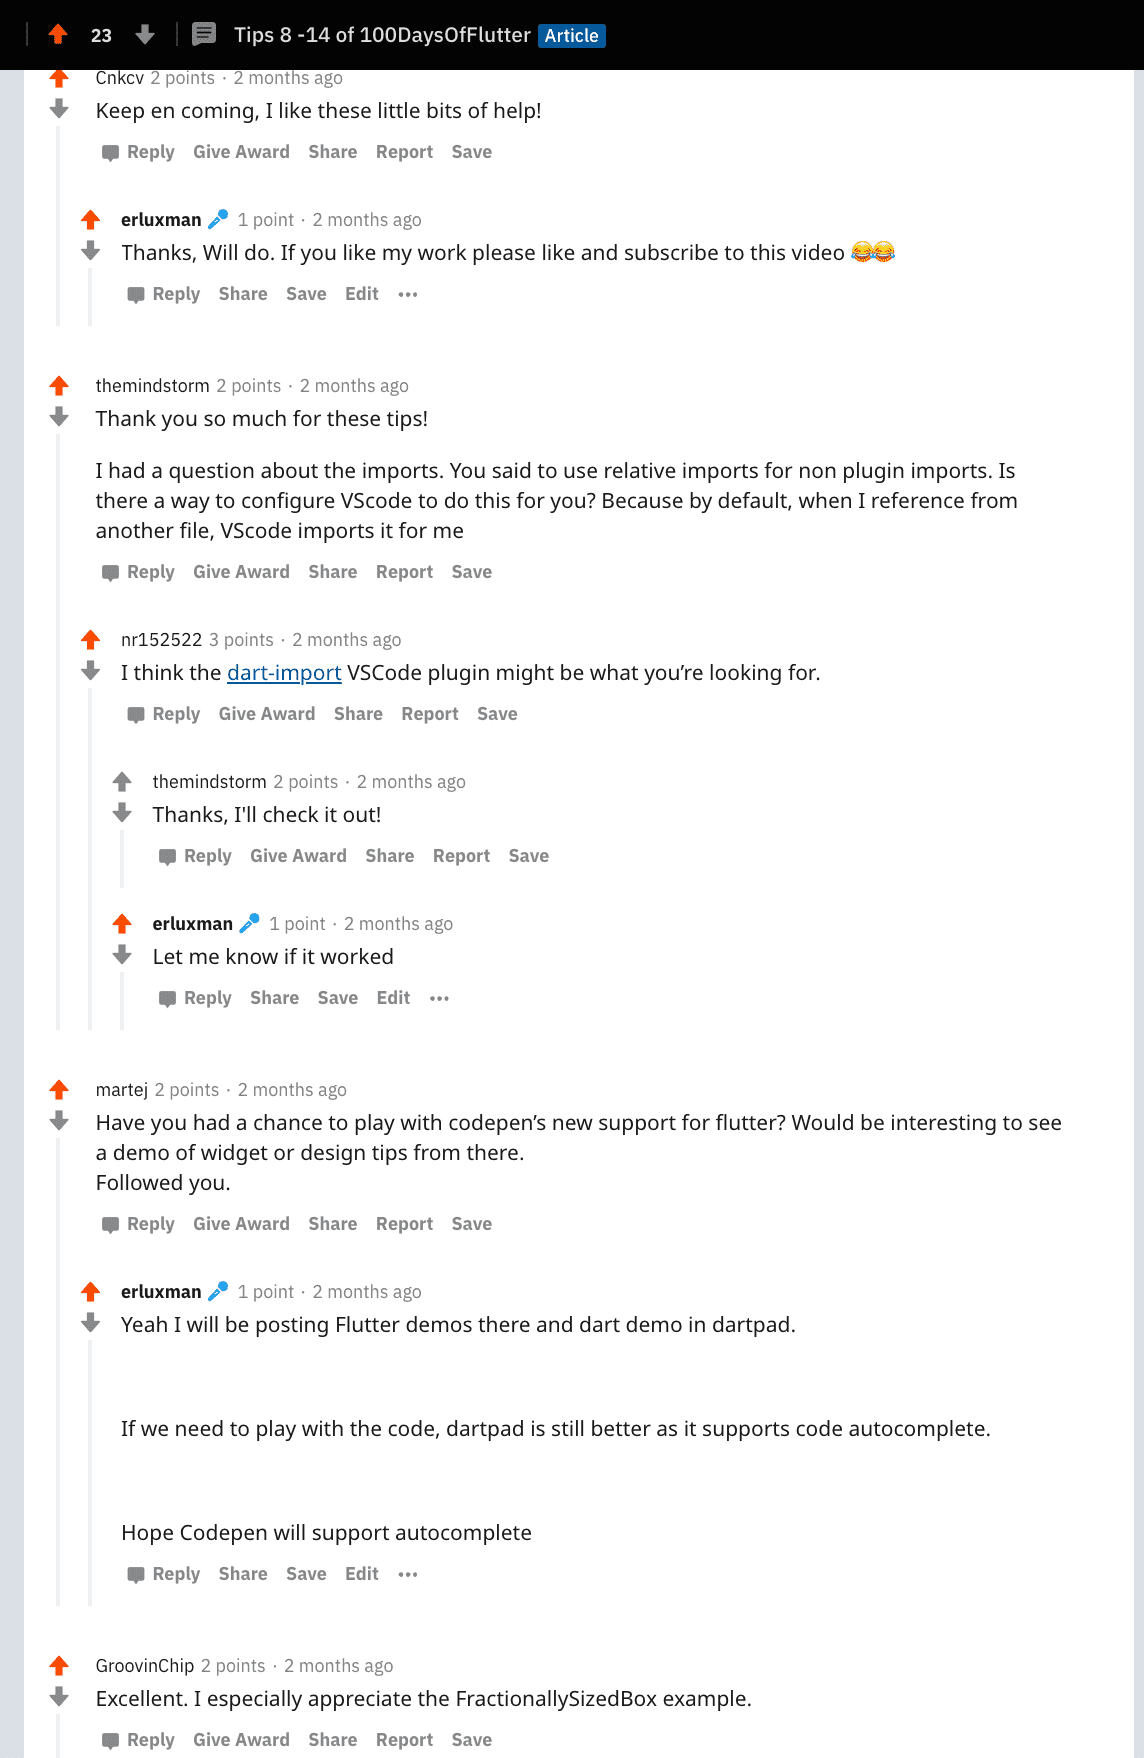 23 Tips 8 -14 of 100DaysOfFlutter Article
Cnkcv 2 points · 2 months ago
Keep en coming, I like these little bits of help!
Reply Give Award Share Report Save
erluxman 1 point · 2 months ago
Thanks, Will do. If you like my work please like and subscribe to this video 😂😂
Reply Share Save Edit ···
themindstorm 2 points · 2 months ago
Thank you so much for these tips!
I had a question about the imports. You said to use relative imports for non plugin imports. Is
there a way to configure VScode to do this for you? Because by default, when I reference from
another file, VScode imports it for me
Reply Give Award Share Report Save
nr152522 3 points · 2 months ago
I think the dart-import VSCode plugin might be what you’re looking for.
Reply Give Award Share Report Save
themindstorm 2 points · 2 months ago
Thanks, I'll check it out!
Reply Give Award Share Report Save
erluxman 1 point · 2 months ago
Let me know if it worked
Reply Share Save Edit ···
martej 2 points · 2 months ago
Have you had a chance to play with codepen’s new support for flutter? Would be interesting to see
a demo of widget or design tips from there.
Followed you.
Reply Give Award Share Report Save
erluxman 1 point · 2 months ago
Yeah I will be posting Flutter demos there and dart demo in dartpad.
If we need to play with the code, dartpad is still better as it supports code autocomplete.
Hope Codepen will support autocomplete
Reply Share Save Edit ···
GroovinChip 2 points · 2 months ago
Excellent. I especially appreciate the FractionallySizedBox example.
Reply Give Award Share Report Save